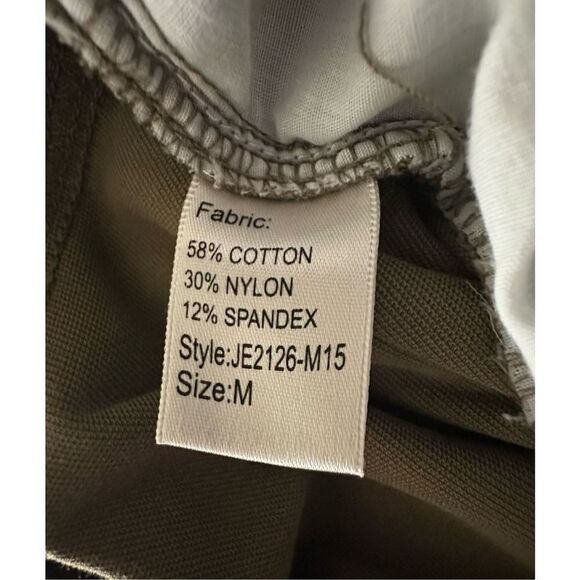 Fabric:
58% COTTON
30% NYLON
12% SPANDEX
Style:JE2126-M15
Size:M